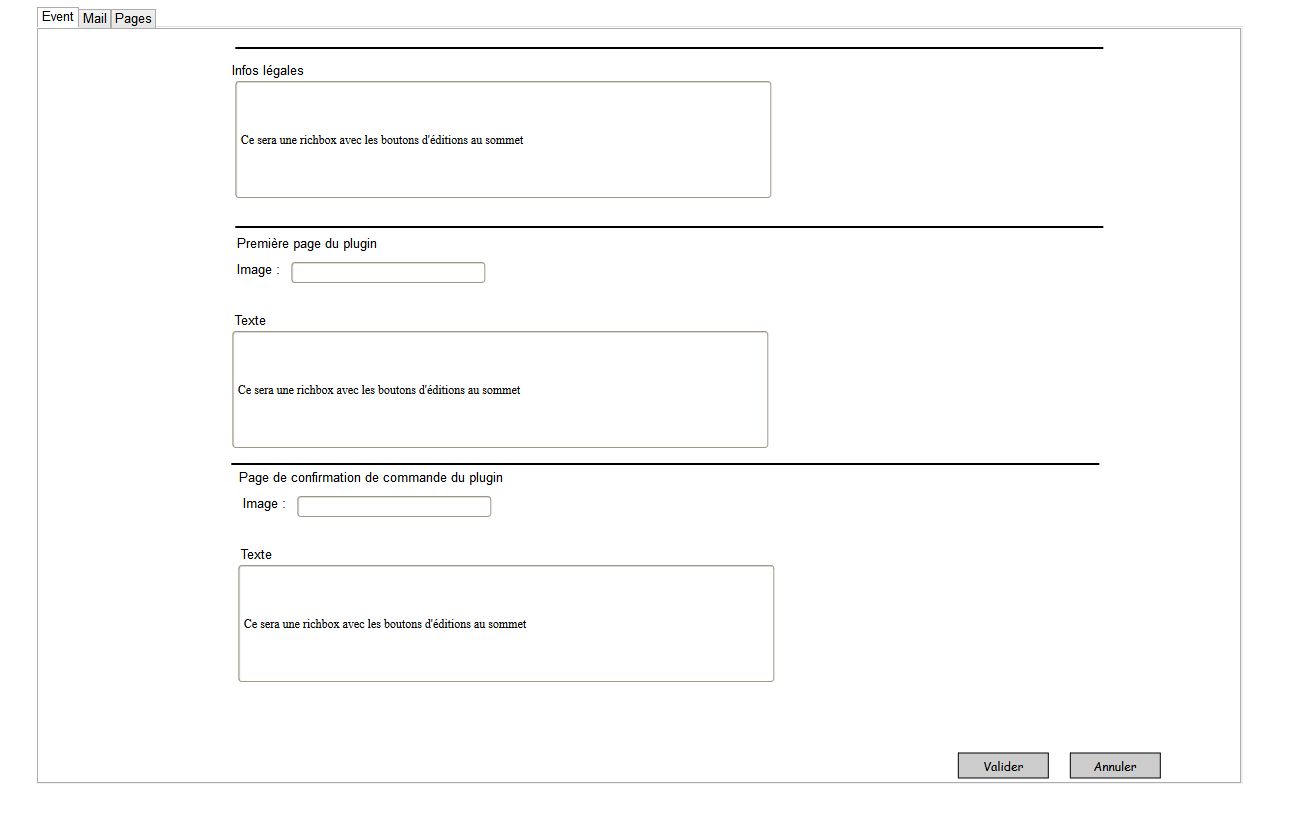 Event Mail Pages
Infos légales
Ce sera une richbox avec les boutons d'éditions au sommet
Première page du plugin
Image :
Texte
Ce sera une richbox avec les boutons d'éditions au sommet
Page de confirmation de commande du plugin
Image :
Texte
Ce sera une richbox avec les boutons d'éditions au sommet
Valider Annuler